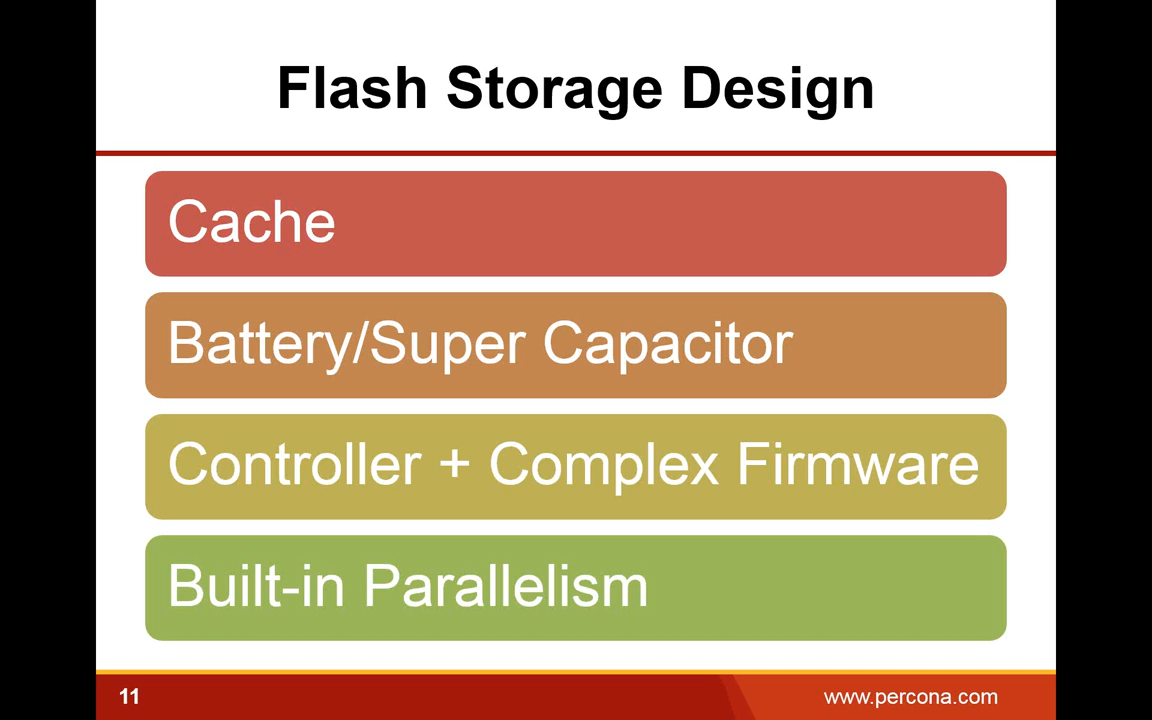 Flash Storage Design
Cache
Battery/Super Capacitor
Controller + Complex Firmware
Built-in Parallelism
11
www.percona.com